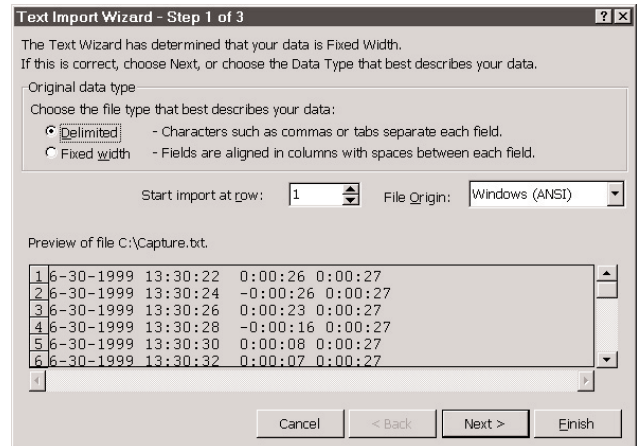 Text Import Wizard - Step 1 of 3
The Text Wizard has determined that your data is Fixed Width.
If this is correct, choose Next, or choose the Data Type that best describes your data.
Original data type
Choose the file type that best describes your data:
Delimited - Characters such as commas or tabs separate each field.
Fixed width - Fields are aligned in columns with spaces between each field.
Start import at row: 1 File Origin: Windows (ANSI)
Preview of file C:\Capture.txt.
1 6-30-1999 13:30:22 0:00:26 0:00:27
2 6-30-1999 13:30:24 -0:00:26 0:00:27
3 6-30-1999 13:30:26 0:00:23 0:00:27
4 6-30-1999 13:30:28 -0:00:16 0:00:27
5 6-30-1999 13:30:30 0:00:08 0:00:27
6 6-30-1999 13:30:32 0:00:07 0:00:27
Cancel < Back Next > Finish